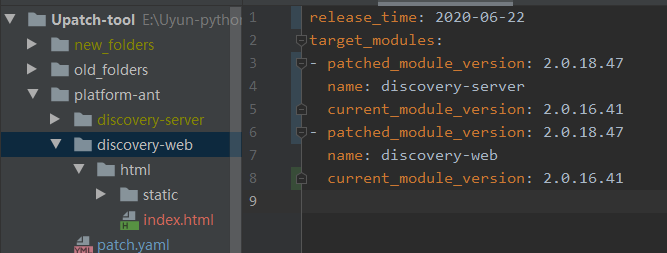 Upatch-tool E:\Uyun-python
new_folders
old_folders
platform-ant
discovery-server
discovery-web
html
static
index.html
patch.yaml
1 release_time: 2020-06-22
2 target_modules:
3 - patched_module_version: 2.0.18.47
4 name: discovery-server
5 current_module_version: 2.0.16.41
6 - patched_module_version: 2.0.18.47
7 name: discovery-web
8 current_module_version: 2.0.16.41
9